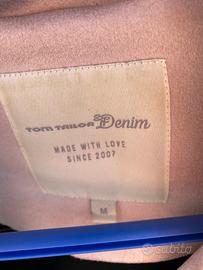 TOM TAILOR Denim
MADE WITH LOVE
SINCE 2007
M
subito